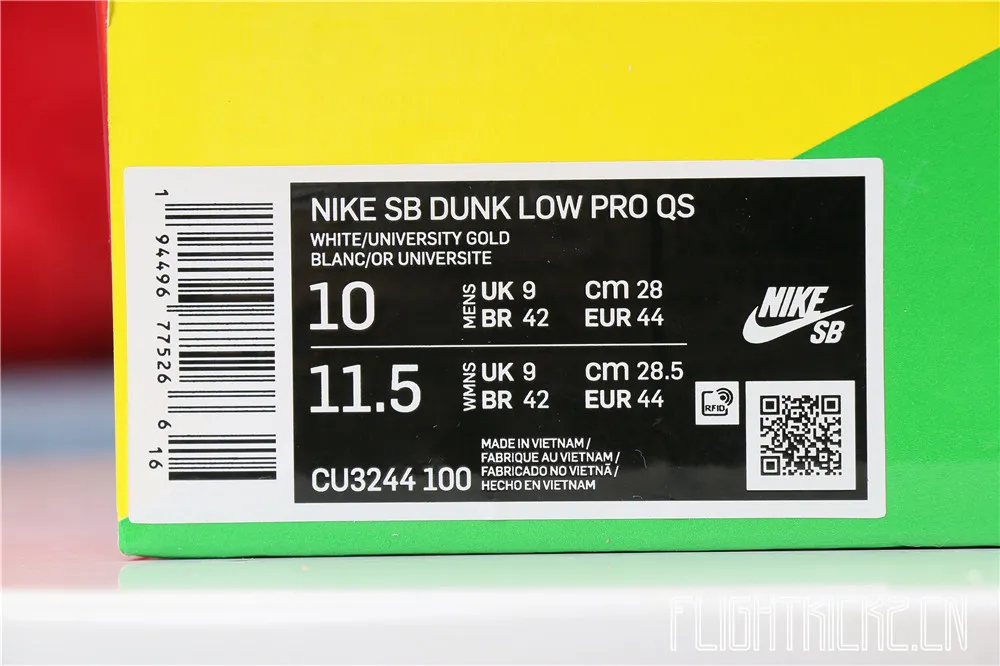 1
94496
77526
6
16
NIKE SB DUNK LOW PRO QS
WHITE/UNIVERSITY GOLD
BLANC/OR UNIVERSITE
10
MENS
UK 9 cm 28
BR 42 EUR 44
11.5
WMNS
UK 9 cm 28.5
BR 42 EUR 44
NIKE
SB
RFID
CU3244 100
MADE IN VIETNAM /
FABRIQUE AU VIETNAM /
FABRICADO NO VIETNÃ /
HECHO EN VIETNAM
FLIGHTKICKZ.CN